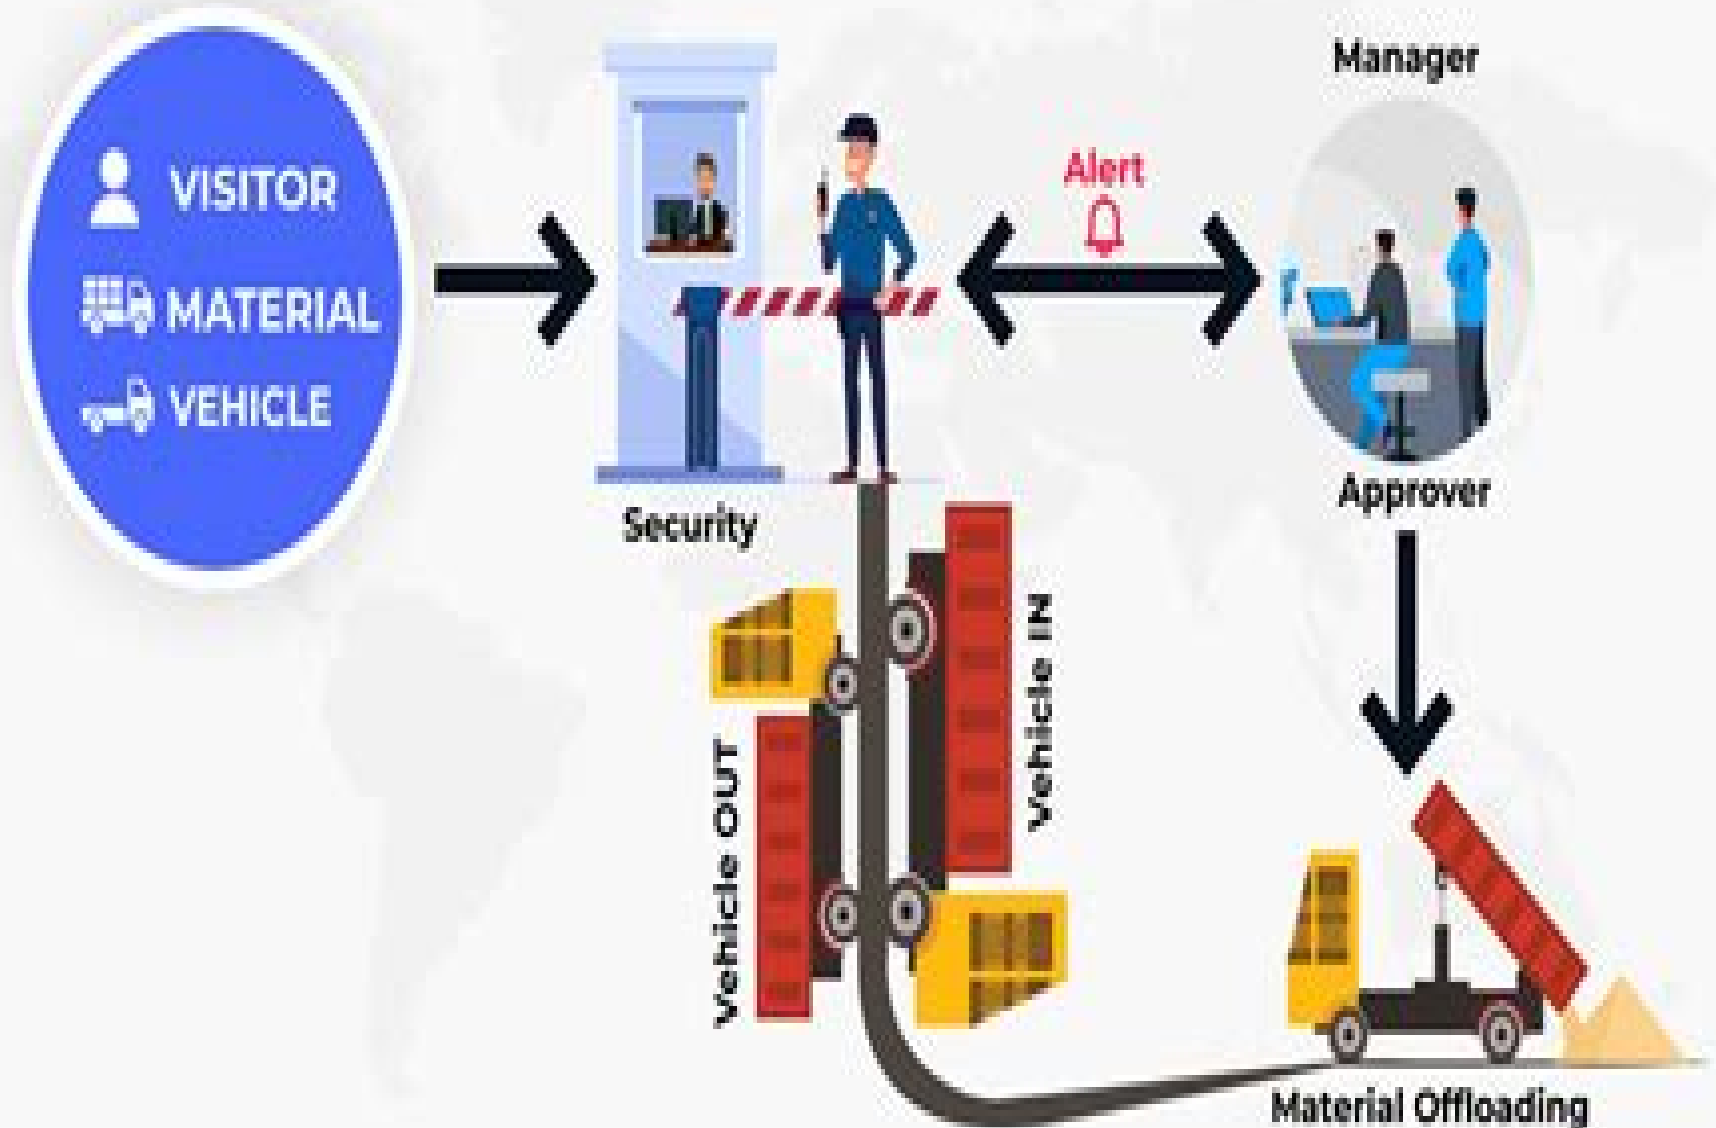 VISITOR
MATERIAL
VEHICLE
Security
Alert
Manager
Approver
Vehicle OUT
Vehicle IN
Material Offloading